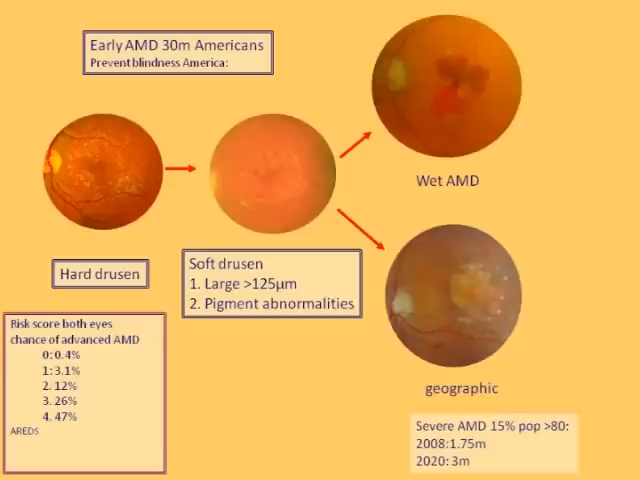 Early AMD 30m Americans
Prevent blindness America:
Wet AMD
Hard drusen
Soft drusen
1. Large >125µm
2. Pigment abnormalities
Risk score both eyes
chance of advanced AMD
0: 0.4%
1: 3.1%
2. 12%
3. 26%
4. 47%
AREDS
geographic
Severe AMD 15% pop >80:
2008:1.75m
2020: 3m